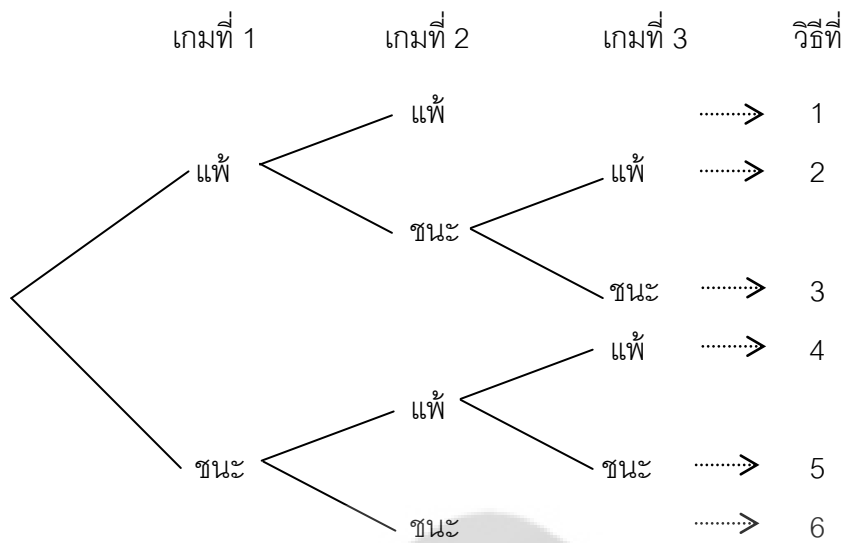 เกมที่ 1 เกมที่ 2 เกมที่ 3 วิธีที่
แพ้ 1
แพ้ แพ้ 2
ชนะ
ชนะ 3
แพ้ 4
แพ้
ชนะ ชนะ 5
ชนะ 6